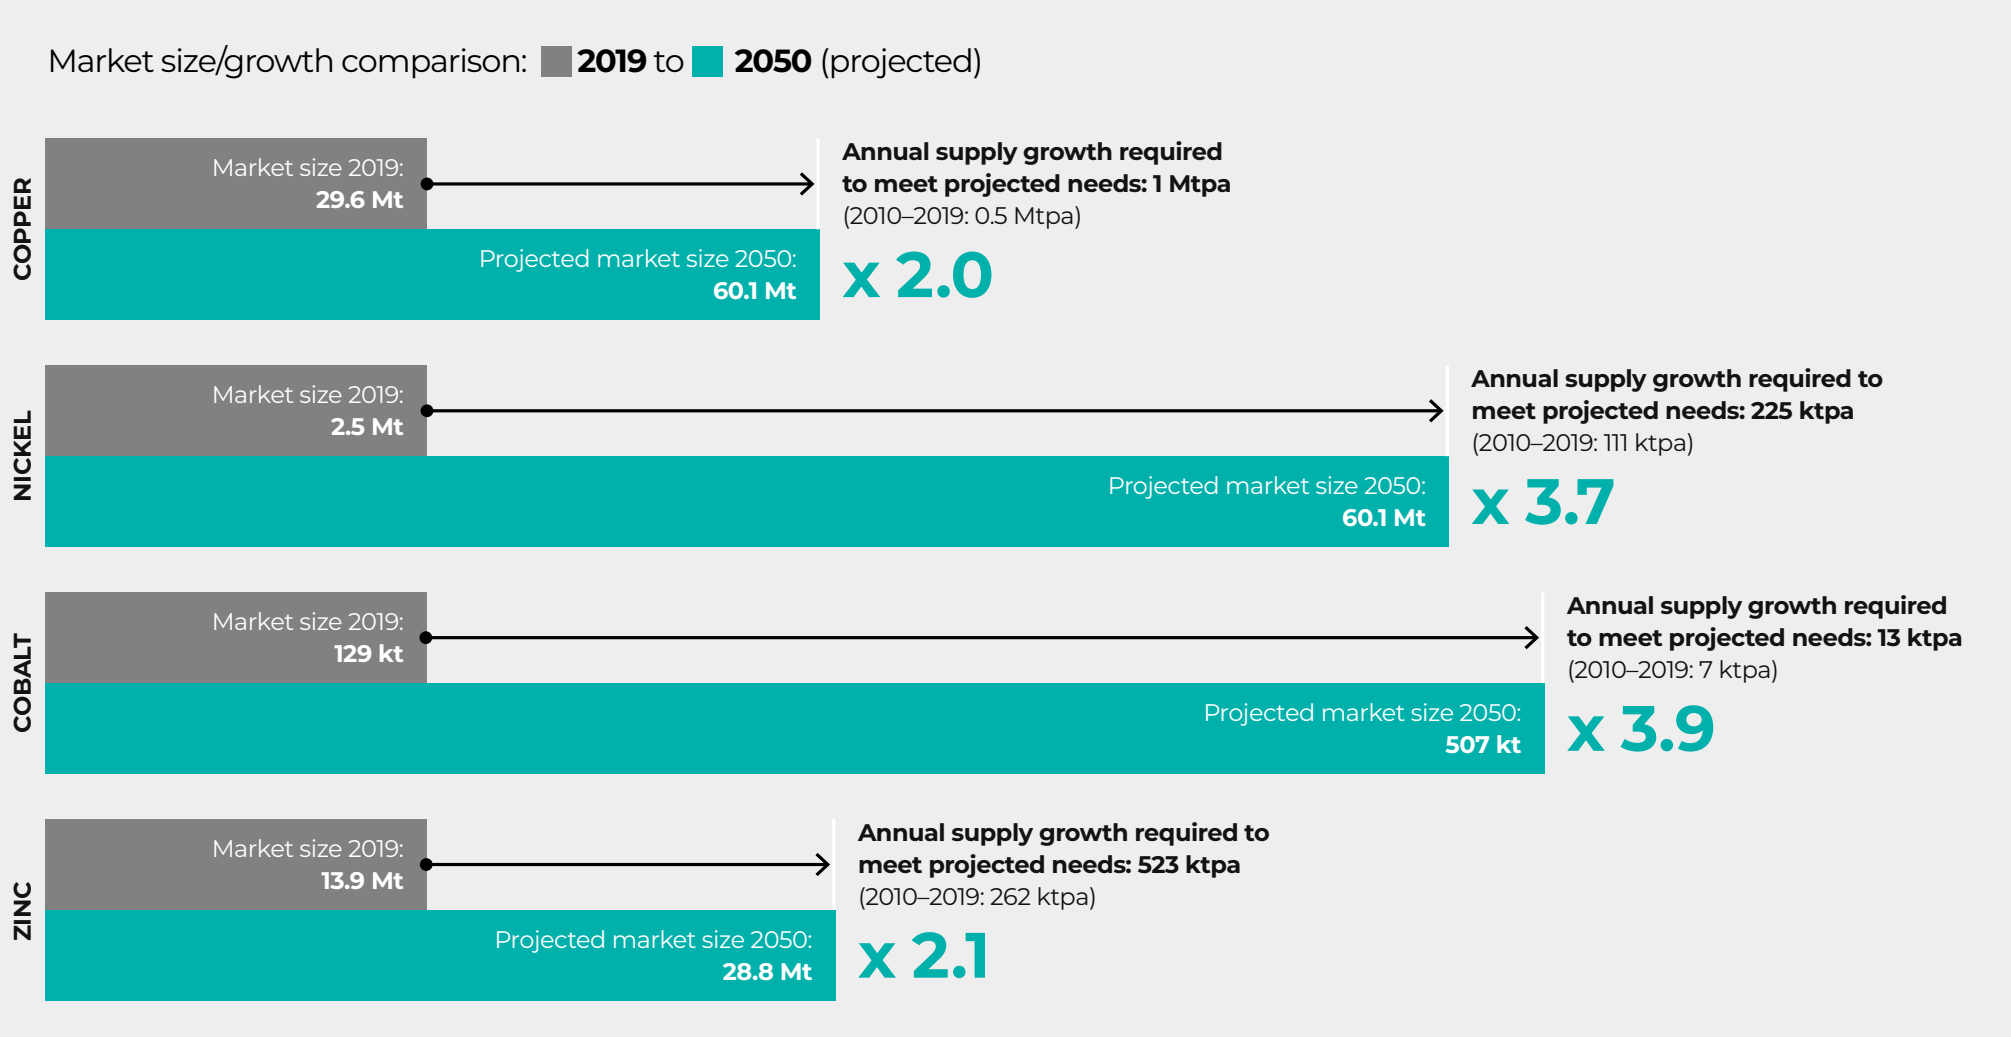 Market size/growth comparison: 2019 to 2050 (projected)
COPPER
Market size 2019:
29.6 Mt
Projected market size 2050:
60.1 Mt
Annual supply growth required
to meet projected needs: 1 Mtpa
(2010–2019: 0.5 Mtpa)
x 2.0
NICKEL
Market size 2019:
2.5 Mt
Projected market size 2050:
60.1 Mt
Annual supply growth required to
meet projected needs: 225 ktpa
(2010–2019: 111 ktpa)
x 3.7
COBALT
Market size 2019:
129 kt
Projected market size 2050:
507 kt
Annual supply growth required
to meet projected needs: 13 ktpa
(2010–2019: 7 ktpa)
x 3.9
ZINC
Market size 2019:
13.9 Mt
Projected market size 2050:
28.8 Mt
Annual supply growth required to
meet projected needs: 523 ktpa
(2010–2019: 262 ktpa)
x 2.1